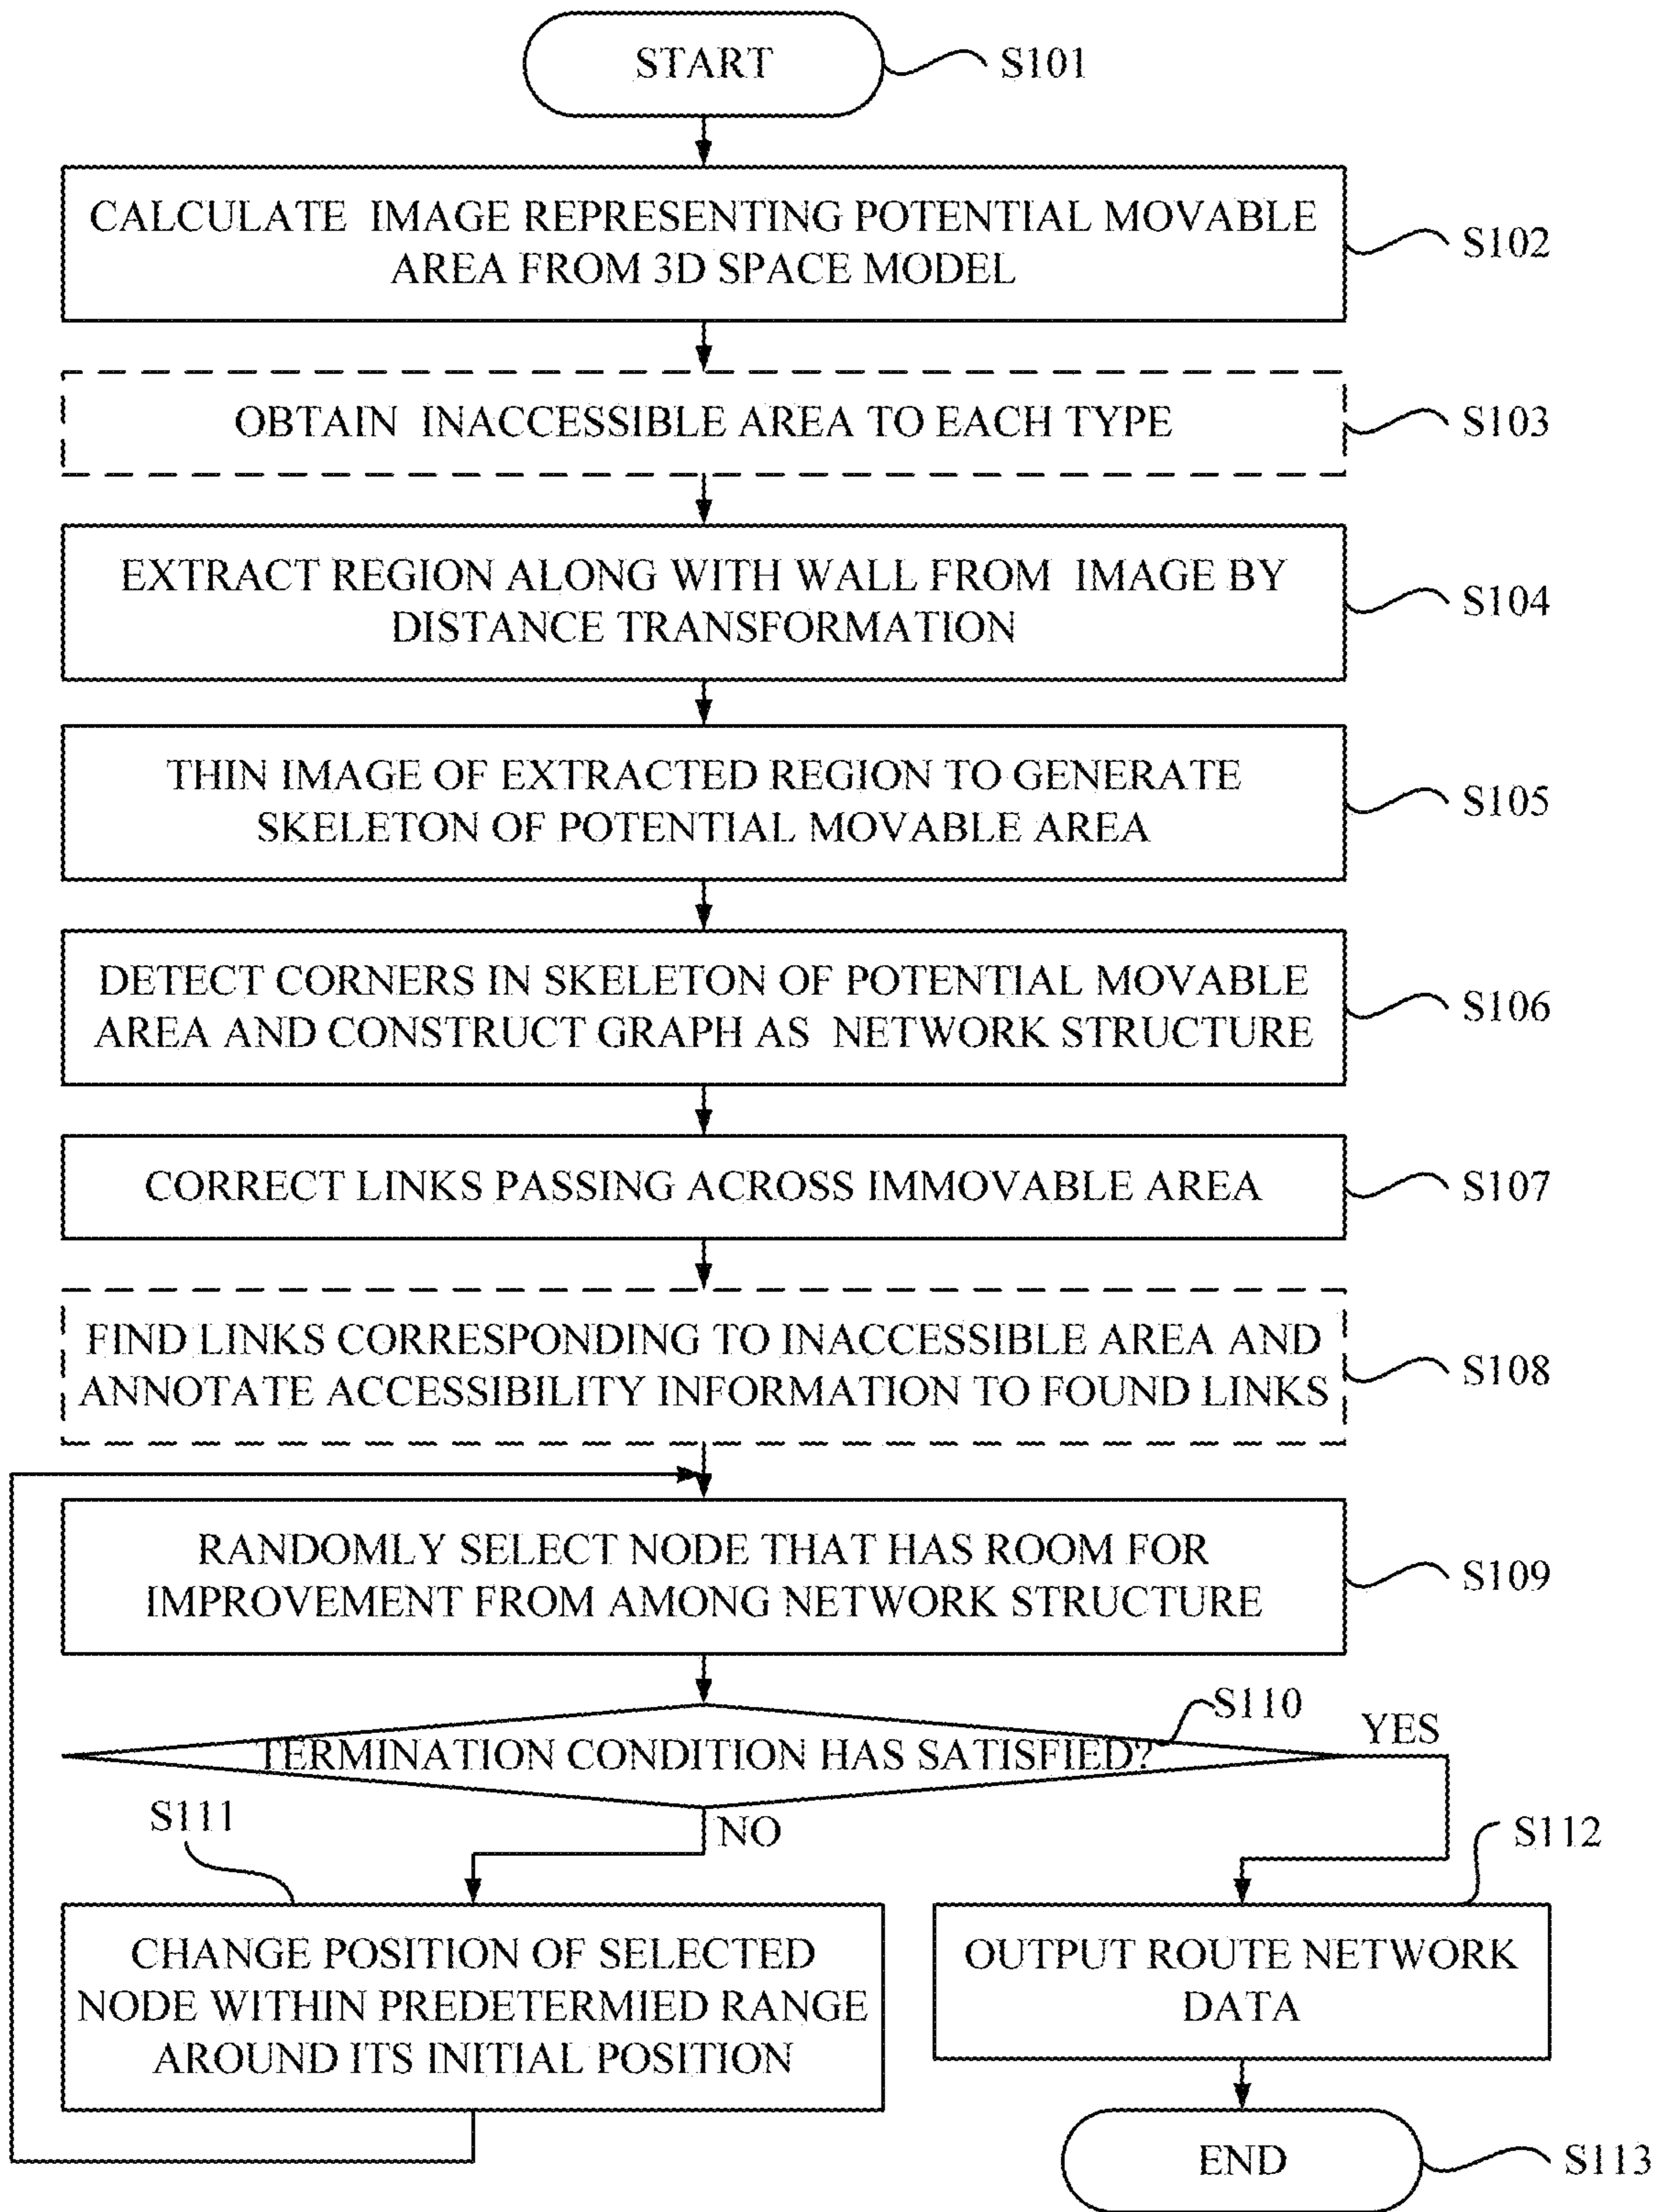 START
S101
CALCULATE IMAGE REPRESENTING POTENTIAL MOVABLE
AREA FROM 3D SPACE MODEL
S102
OBTAIN INACCESSIBLE AREA TO EACH TYPE
S103
EXTRACT REGION ALONG WITH WALL FROM IMAGE BY
DISTANCE TRANSFORMATION
S104
THIN IMAGE OF EXTRACTED REGION TO GENERATE
SKELETON OF POTENTIAL MOVABLE AREA
S105
DETECT CORNERS IN SKELETON OF POTENTIAL MOVABLE
AREA AND CONSTRUCT GRAPH AS NETWORK STRUCTURE
S106
CORRECT LINKS PASSING ACROSS IMMOVABLE AREA
S107
FIND LINKS CORRESPONDING TO INACCESSIBLE AREA AND
ANNOTATE ACCESSIBILITY INFORMATION TO FOUND LINKS
S108
RANDOMLY SELECT NODE THAT HAS ROOM FOR
IMPROVEMENT FROM AMONG NETWORK STRUCTURE
S109
S110
YES
TERMINATION CONDITION HAS SATISFIED?
S111
NO
S112
CHANGE POSITION OF SELECTED
NODE WITHIN PREDETERMIED RANGE
AROUND ITS INITIAL POSITION
OUTPUT ROUTE NETWORK
DATA
END
S113